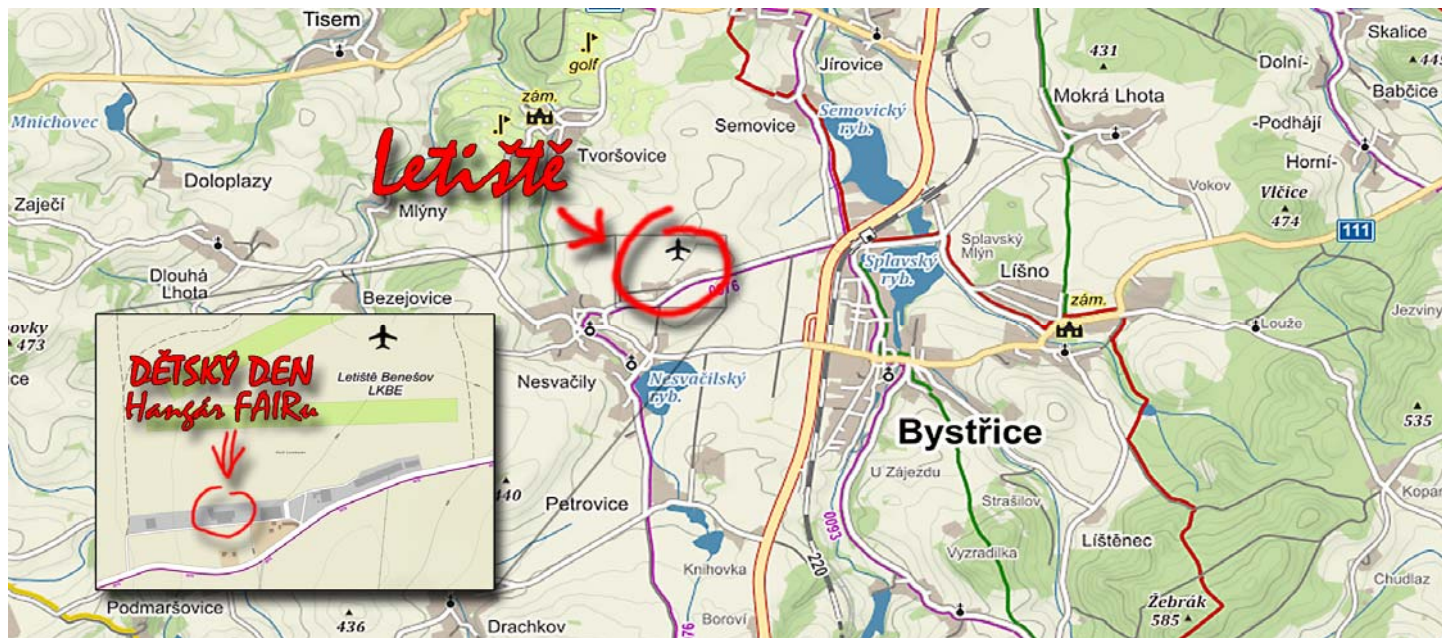 Tisem
golf
zám.
Mnichovec
Tvoršovice
Doloplazy
Letiště
Zaječí
Mlýny
Dlouhá
Lhota
Bezejovice
473
Nesvačily
Nesvačilský
ryb.
0076
Jírovice
Semovický
ryb.
Semovice
431
Mokrá Lhota
Skalice
Dolní-
Babčice
-Podhájí
Horní-
Vokov
Vlčice
474
111
Splavský
Mlýn
Splavský
ryb.
Líšno
zám.
Louže
Jezviny
535
Bystřice
U Zájezdu
Strašilov
Líštěnec
Vyzradilka
0093
220
Chudlaz
Žebrák
585
Petrovice
Knihovka
Boroví
Drachkov
436
Podmaršovice
DĚTSKÝ DEN
Hangár FAIRu
Letiště Benešov
LKBE